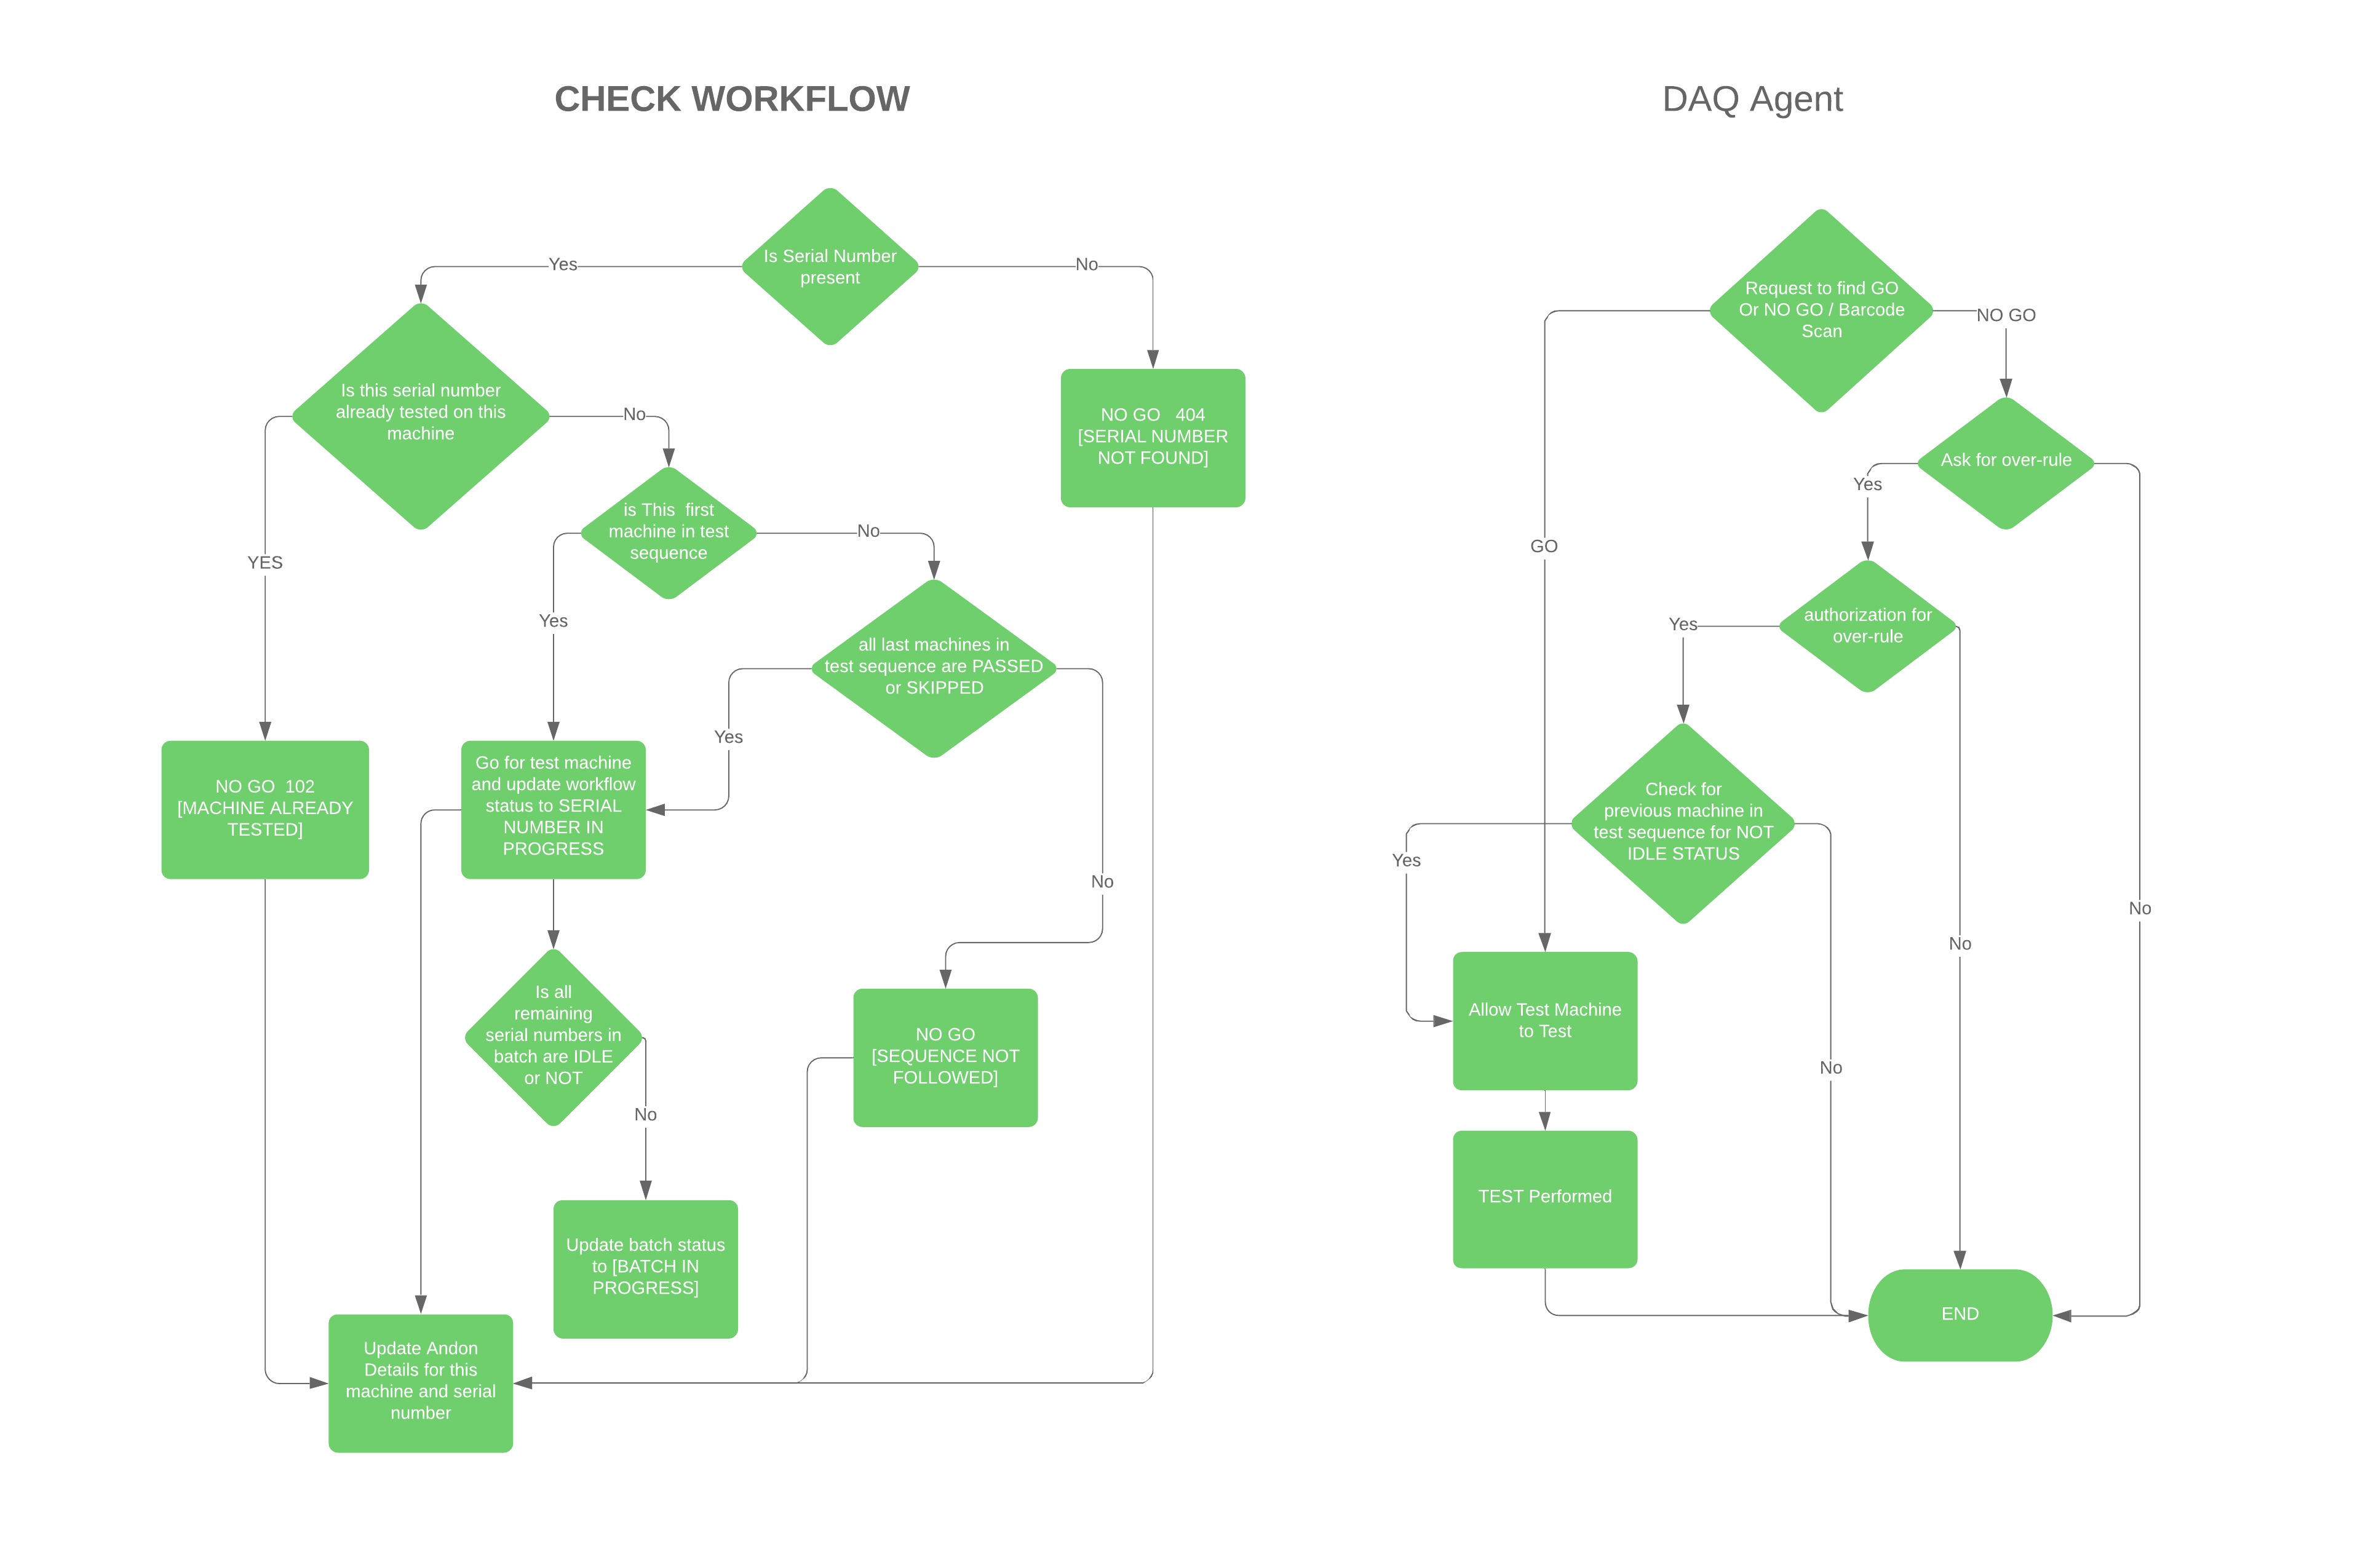 CHECK WORKFLOW
Is Serial Number
present
Yes
No
Is this serial number
already tested on this
machine
No
YES
NO GO   404
[SERIAL NUMBER
NOT FOUND]
is This  first
machine in test
sequence
No
Yes
all last machines in
test sequence are PASSED
or SKIPPED
Yes
No
NO GO  102
[MACHINE ALREADY
TESTED]
Go for test machine
and update workflow
status to SERIAL
NUMBER IN
PROGRESS
Is all
remaining
serial numbers in
batch are IDLE
or NOT
No
NO GO
[SEQUENCE NOT
FOLLOWED]
Update batch status
to [BATCH IN
PROGRESS]
Update Andon
Details for this
machine and serial
number
DAQ Agent
Request to find GO
Or NO GO / Barcode
Scan
NO GO
GO
Ask for over-rule
Yes
No
authorization for
over-rule
Yes
No
Check for
previous machine in
test sequence for NOT
IDLE STATUS
Yes
No
Allow Test Machine
to Test
TEST Performed
END